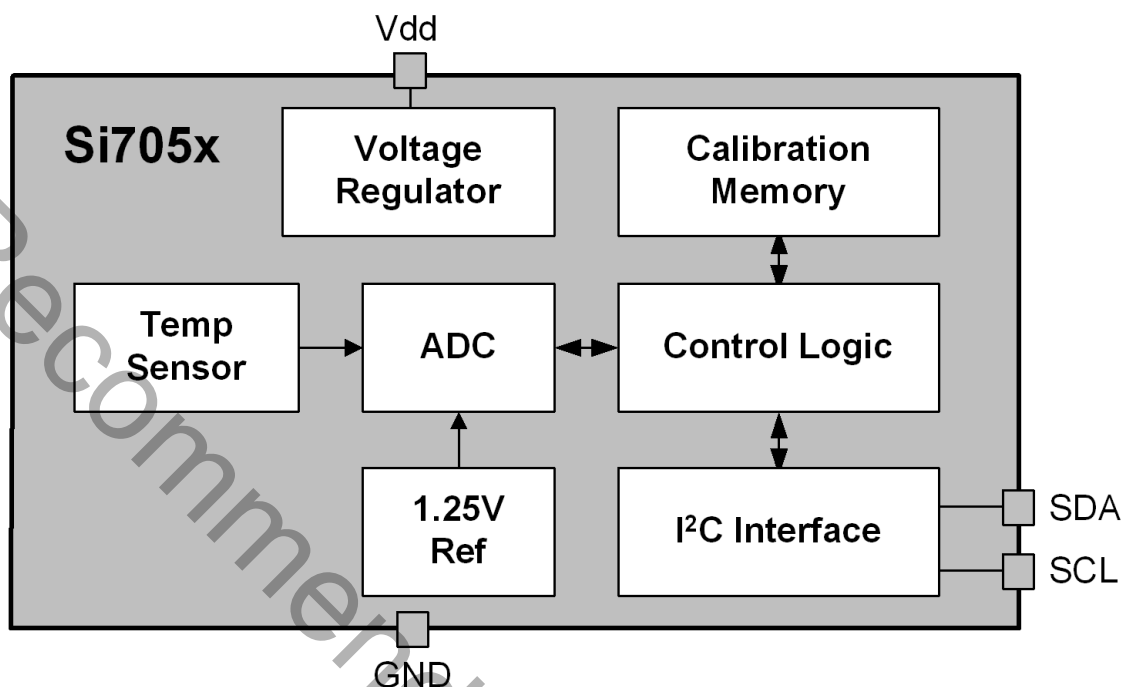 Vdd
Si705x
Voltage
Regulator
Calibration
Memory
Temp
Sensor
ADC
Control Logic
1.25V
Ref
I²C Interface
SDA
SCL
GND